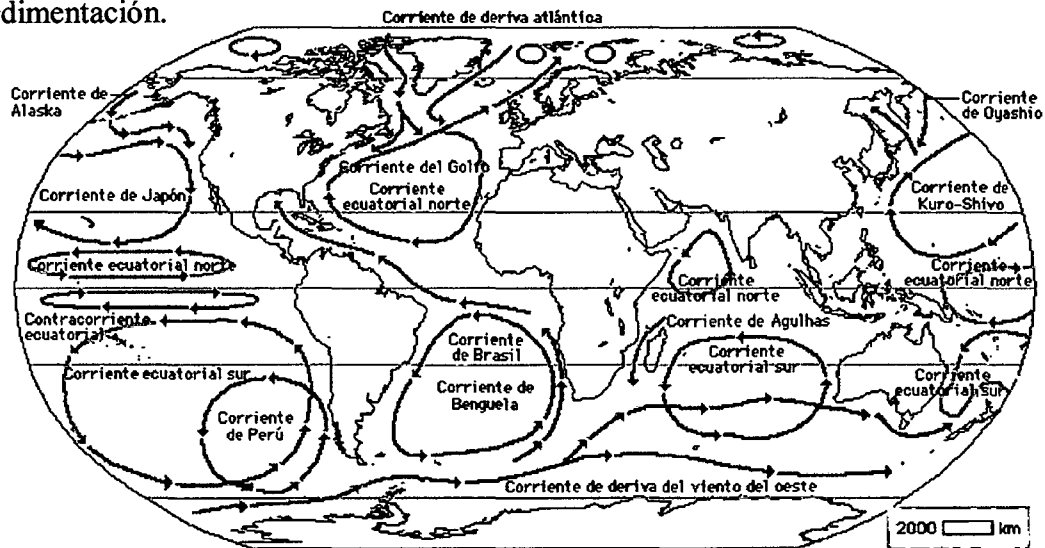 dimentación.
Corriente de deriva atlántica
Corriente de
Alaska
Corriente
de Oyashio
Corriente del Golfo
Corriente
ecuatorial norte
Corriente de Japón
Corriente de
Kuro-Shivo
Corriente ecuatorial norte
Corriente
ecuatorial norte
Corriente
ecuatorial norte
Contracorriente
ecuatorial
Corriente de Agulhas
Corriente
de Brasil
Corriente
ecuatorial sur
Corriente ecuatorial sur
Corriente
ecuatorial sur
Corriente de
Benguela
Corriente
de Perú
Corriente de deriva del viento del oeste
2000 km